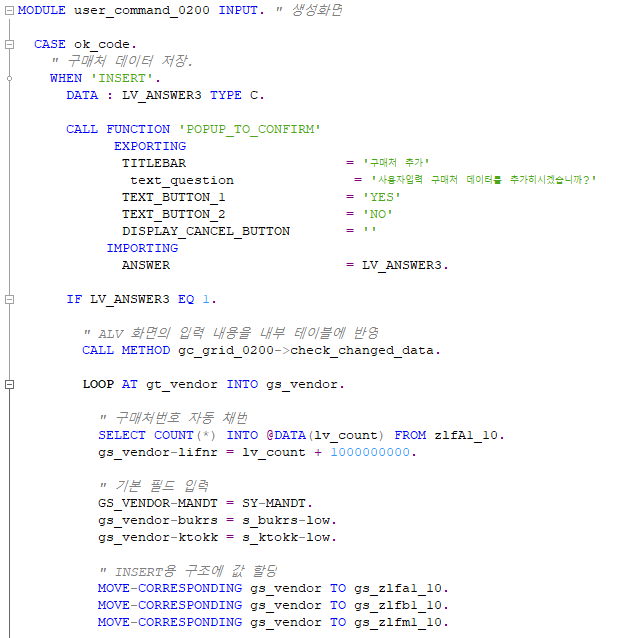 MODULE user_command_0200 INPUT. " 생성화면
CASE ok_code.
" 구매처 데이터 저장.
WHEN 'INSERT'.
DATA : LV_ANSWER3 TYPE C.
CALL FUNCTION 'POPUP_TO_CONFIRM'
EXPORTING
TITLEBAR = '구매처 추가'
text_question = '사용자입력 구매처 데이터를 추가하시겠습니까?'
TEXT_BUTTON_1 = 'YES'
TEXT_BUTTON_2 = 'NO'
DISPLAY_CANCEL_BUTTON = ''
IMPORTING
ANSWER = LV_ANSWER3.
IF LV_ANSWER3 EQ 1.
" ALV 화면의 입력 내용을 내부 테이블에 반영
CALL METHOD gc_grid_0200->check_changed_data.
LOOP AT gt_vendor INTO gs_vendor.
" 구매처번호 자동 채번
SELECT COUNT(*) INTO @DATA(lv_count) FROM zlfA1_10.
gs_vendor-lifnr = lv_count + 1000000000.
" 기본 필드 입력
GS_VENDOR-MANDT = SY-MANDT.
gs_vendor-bukrs = s_bukrs-low.
gs_vendor-ktokk = s_ktokk-low.
" INSERT용 구조에 값 할당
MOVE-CORRESPONDING gs_vendor TO gs_zlfa1_10.
MOVE-CORRESPONDING gs_vendor TO gs_zlfb1_10.
MOVE-CORRESPONDING gs_vendor TO gs_zlfm1_10.